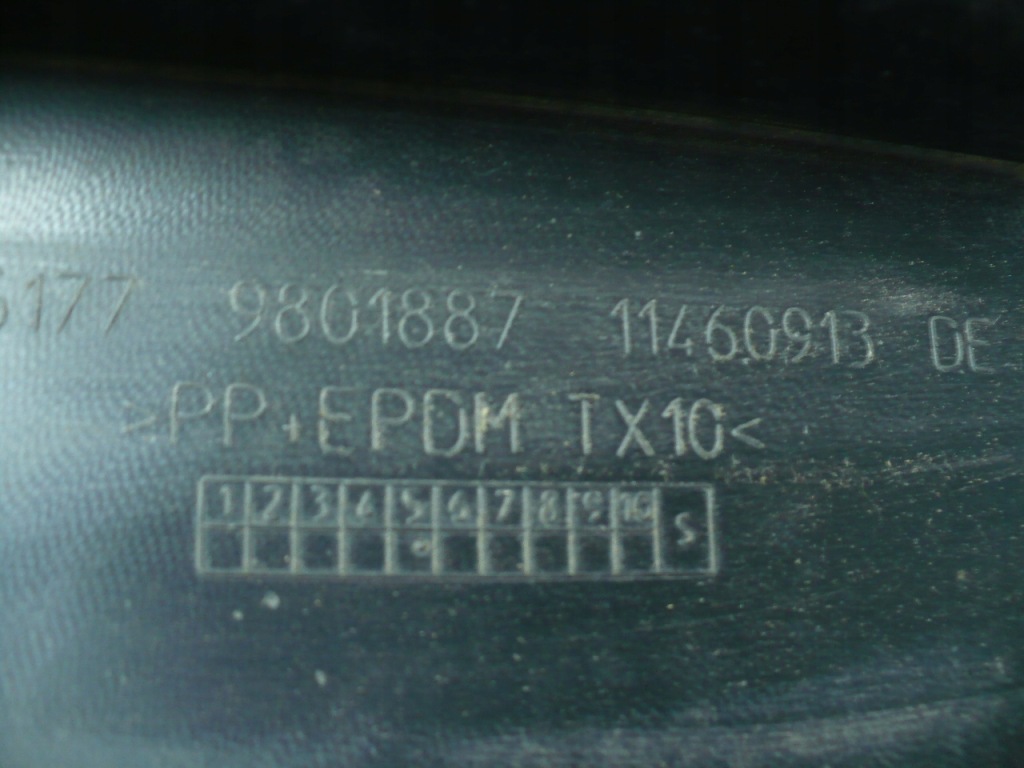 177 9801887 11460913 DE
>PP+EPDM TX10<
1 2 3 4 5 6 7 8 9 10 S